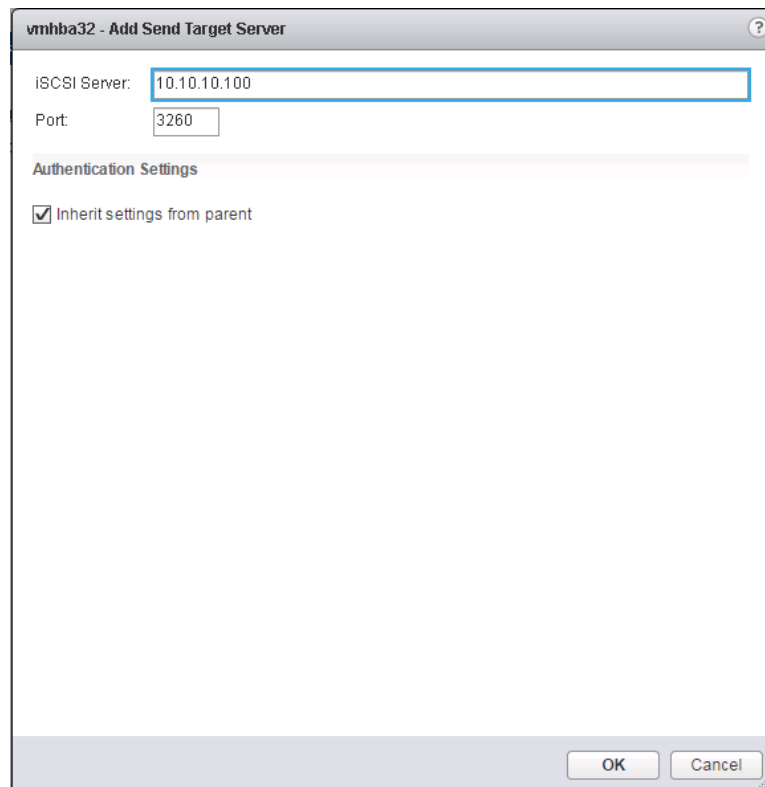 vmhba32 - Add Send Target Server ?
iSCSI Server: 10.10.10.100
Port: 3260
Authentication Settings
Inherit settings from parent
OK Cancel